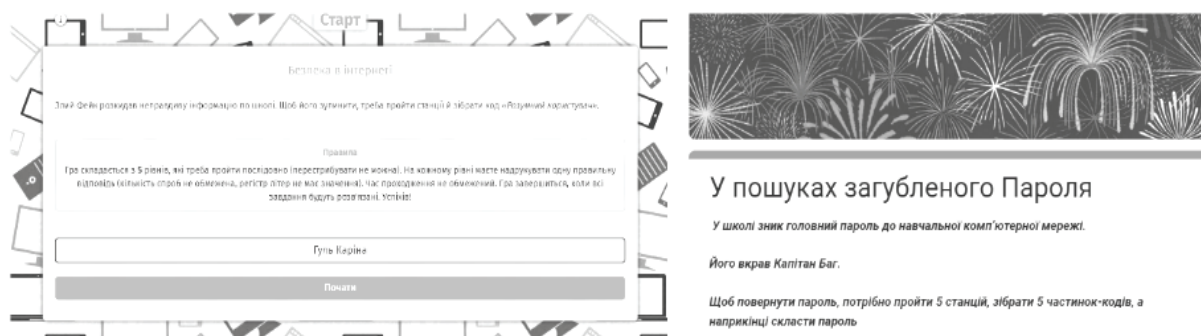 Старт
Безпека в інтернеті
Злий Фейк розкидав неправдиву інформацію по школі. Щоб його зупинити, треба пройти станції й зібрати код «Розумний користувач».
Правила
Гра складається з 5 рівнів, які треба пройти послідовно (перестрибувати не можна). На кожному рівні маєте надрукувати одну правильну
відповідь (кількість спроб не обмежена, регістр літер не має значення). Час проходження не обмежений. Гра завершиться, коли всі
завдання будуть розв'язані. Успіхів!
Гуль Каріна
Почати
У пошуках загубленого Пароля
У школі зник головний пароль до навчальної комп'ютерної мережі.
Його вкрав Капітан Баг.
Щоб повернути пароль, потрібно пройти 5 станцій, зібрати 5 частинок-кодів, а
наприкінці скласти пароль